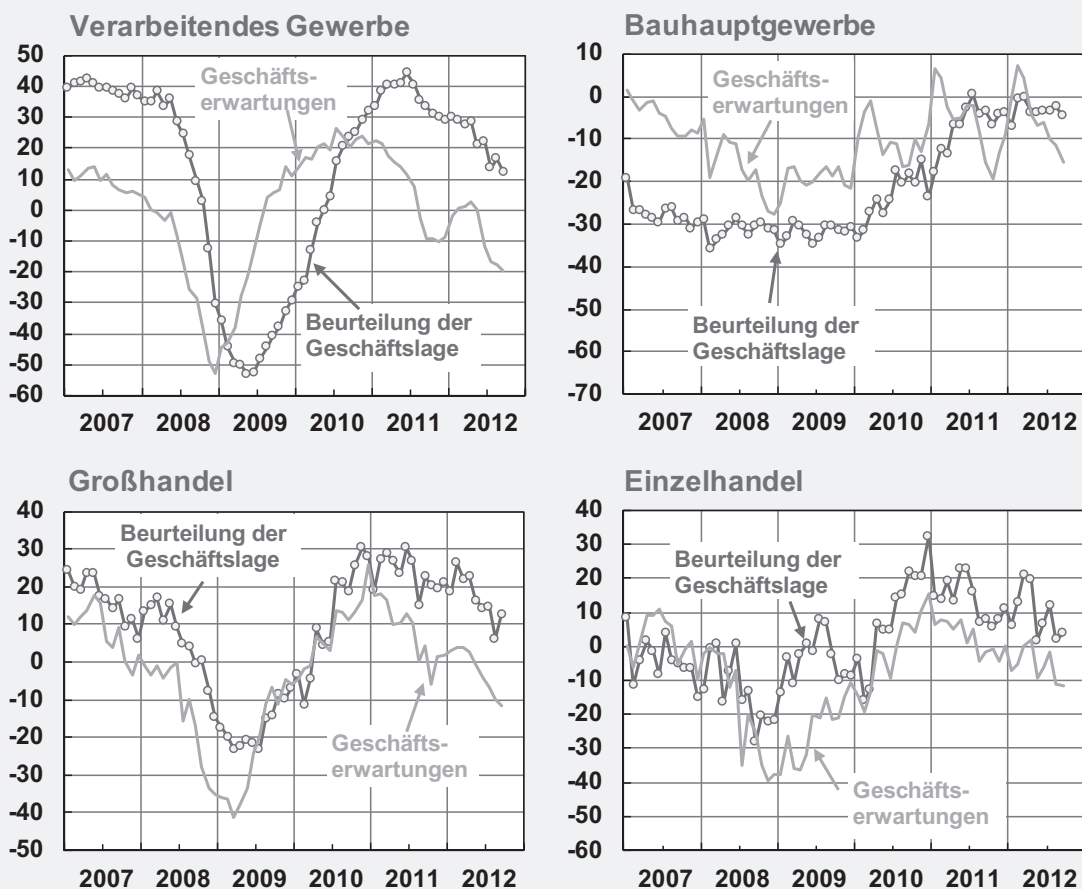 Verarbeitendes Gewerbe
50
40
30
20
10
0
-10
-20
-30
-40
-50
-60
Geschäfts-
erwartungen
Beurteilung der
Geschäftslage
2007 2008 2009 2010 2011 2012
Bauhauptgewerbe
10
0
-10
-20
-30
-40
-50
-60
-70
Geschäfts-
erwartungen
Beurteilung der
Geschäftslage
2007 2008 2009 2010 2011 2012
Großhandel
40
30
20
10
0
-10
-20
-30
-40
-50
Beurteilung der
Geschäftslage
Geschäfts-
erwartungen
2007 2008 2009 2010 2011 2012
Einzelhandel
40
30
20
10
0
-10
-20
-30
-40
-50
-60
Beurteilung der
Geschäftslage
Geschäfts-
erwartungen
2007 2008 2009 2010 2011 2012